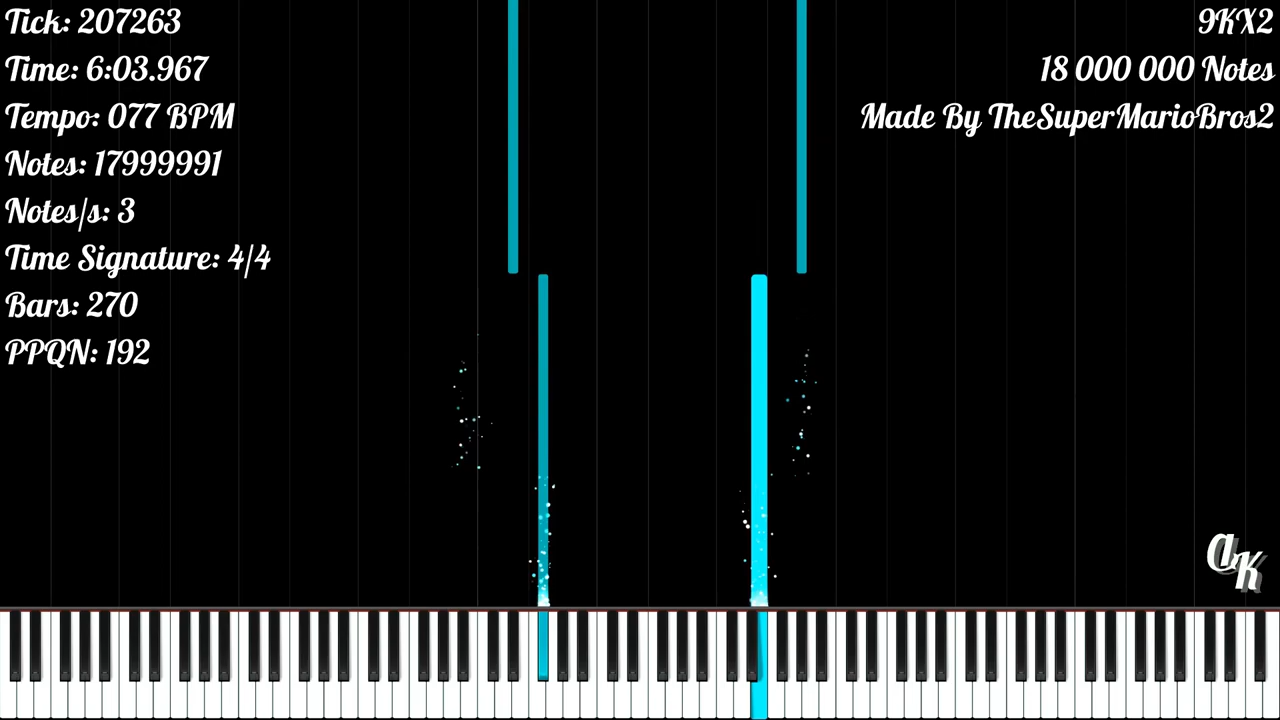 Tick: 207263
Time: 6:03.967
Tempo: 077 BPM
Notes: 17999991
Notes/s: 3
Time Signature: 4/4
Bars: 270
PPQN: 192
9KX2
18 000 000 Notes
Made By TheSuperMarioBros2
aK